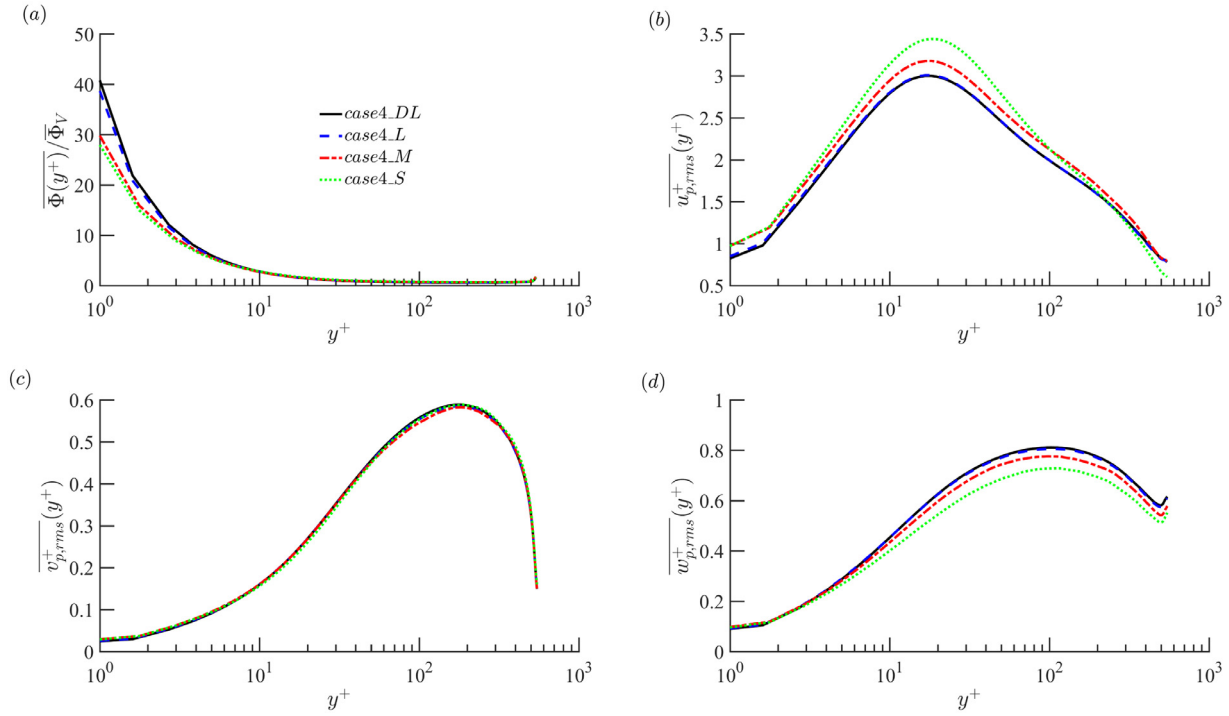 (a)
50
40
30
20
10
0
10⁰ 10¹ 10² 10³
y⁺
Φ(y⁺)/Φ_V
case4_DL
case4_L
case4_M
case4_S
(b)
3.5
3
2.5
2
1.5
1
0.5
10⁰ 10¹ 10² 10³
y⁺
u⁺_{p,rms}(y⁺)
(c)
0.6
0.5
0.4
0.3
0.2
0.1
0
10⁰ 10¹ 10² 10³
y⁺
v⁺_{p,rms}(y⁺)
(d)
1
0.8
0.6
0.4
0.2
0
10⁰ 10¹ 10² 10³
y⁺
w⁺_{p,rms}(y⁺)